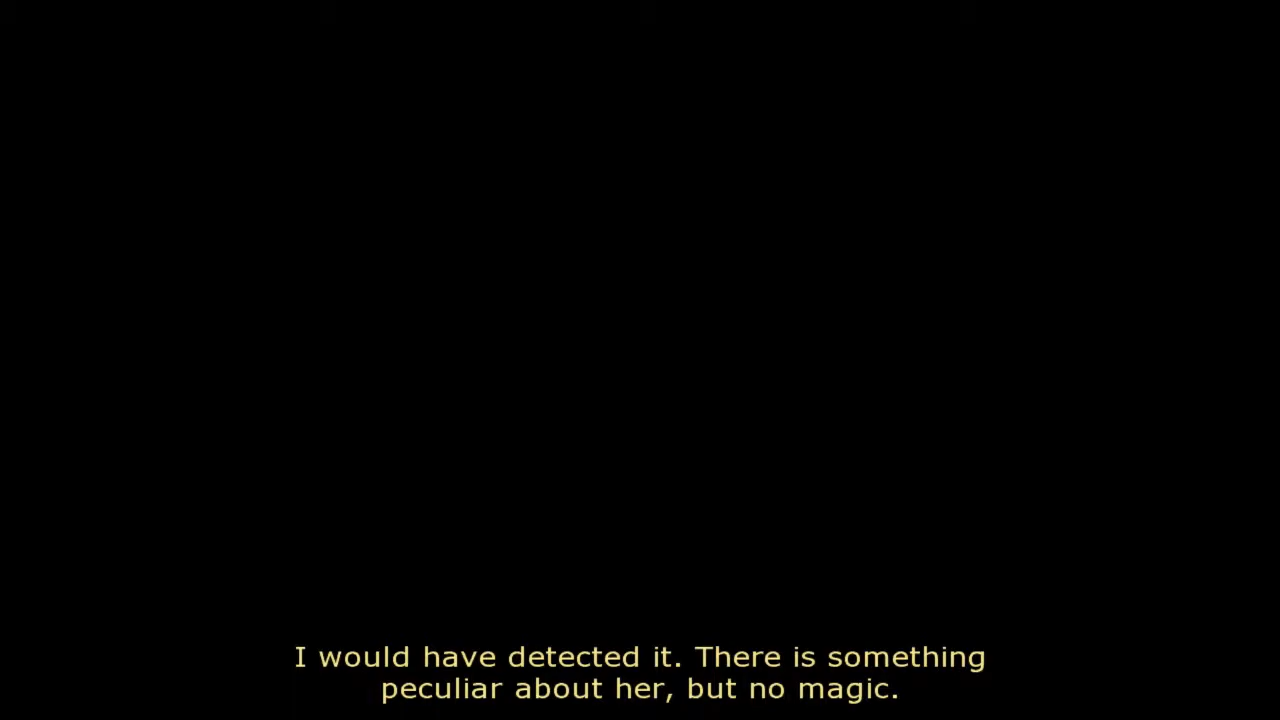 I would have detected it. There is something
peculiar about her, but no magic.